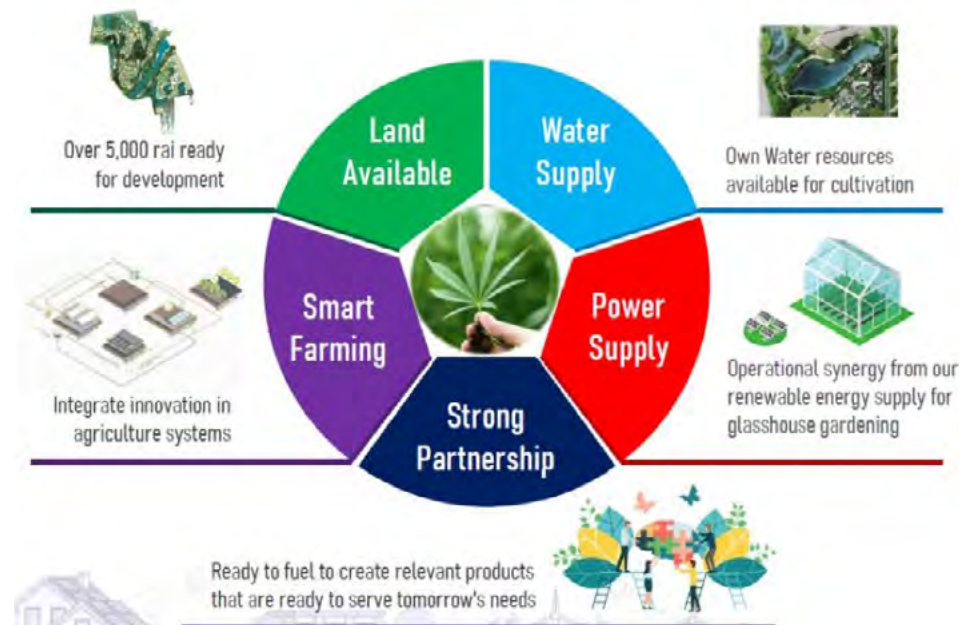 Over 5,000 rai ready
for development
Land
Available
Water
Supply
Own Water resources
available for cultivation
Smart
Farming
Power
Supply
Integrate innovation in
agriculture systems
Operational synergy from our
renewable energy supply for
glasshouse gardening
Strong
Partnership
Ready to fuel to create relevant products
that are ready to serve tomorrow's needs